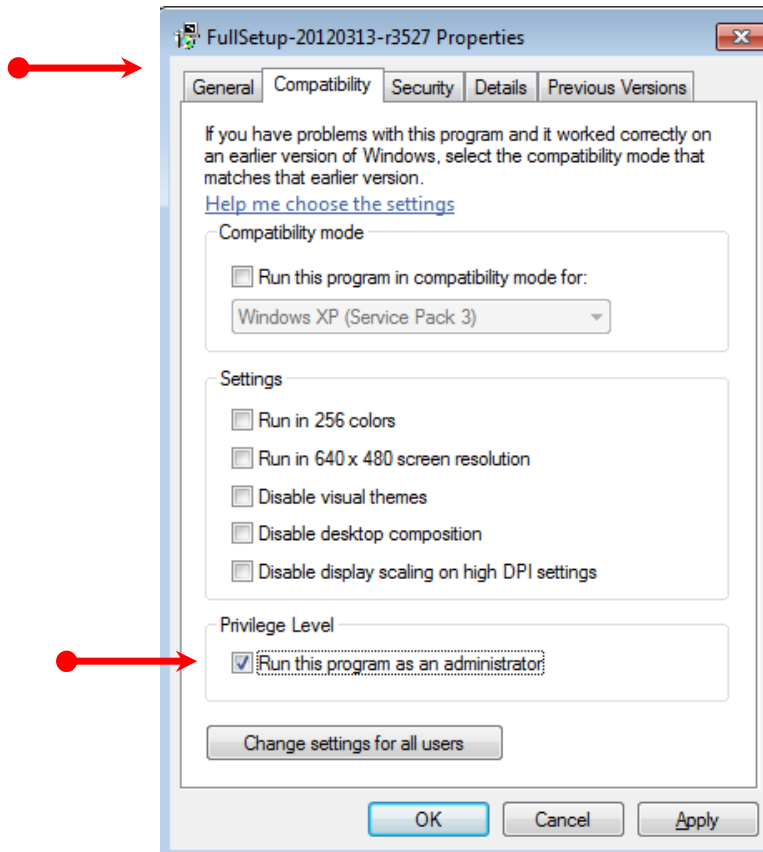 FullSetup-20120313-r3527 Properties
General Compatibility Security Details Previous Versions
If you have problems with this program and it worked correctly on
an earlier version of Windows, select the compatibility mode that
matches that earlier version.
Help me choose the settings
Compatibility mode
Run this program in compatibility mode for:
Windows XP (Service Pack 3)
Settings
Run in 256 colors
Run in 640 x 480 screen resolution
Disable visual themes
Disable desktop composition
Disable display scaling on high DPI settings
Privilege Level
Run this program as an administrator
Change settings for all users
OK Cancel Apply